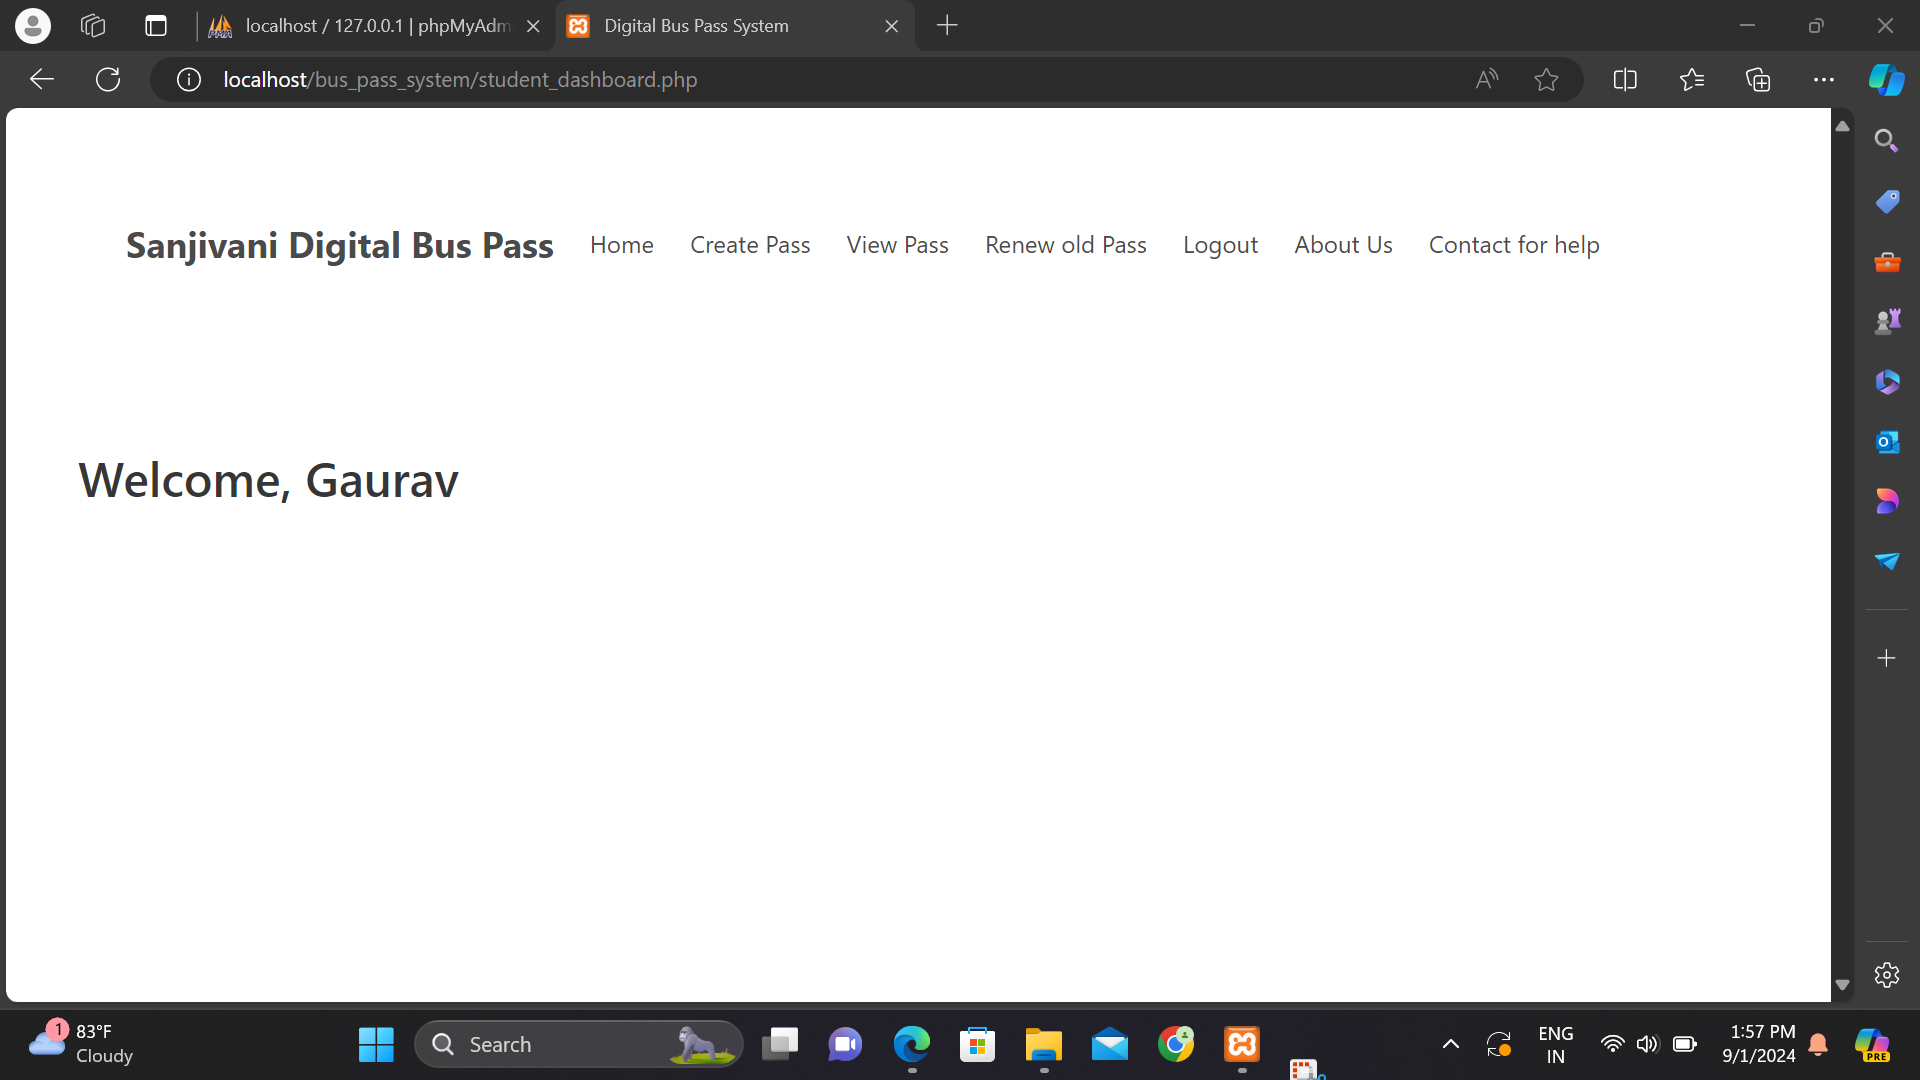 localhost / 127.0.0.1 | phpMyAdm
Digital Bus Pass System
localhost/bus_pass_system/student_dashboard.php
Sanjivani Digital Bus Pass
Home
Create Pass
View Pass
Renew old Pass
Logout
About Us
Contact for help
Welcome, Gaurav
1
83°F
Cloudy
Search
ENG
IN
1:57 PM
9/1/2024
PRE